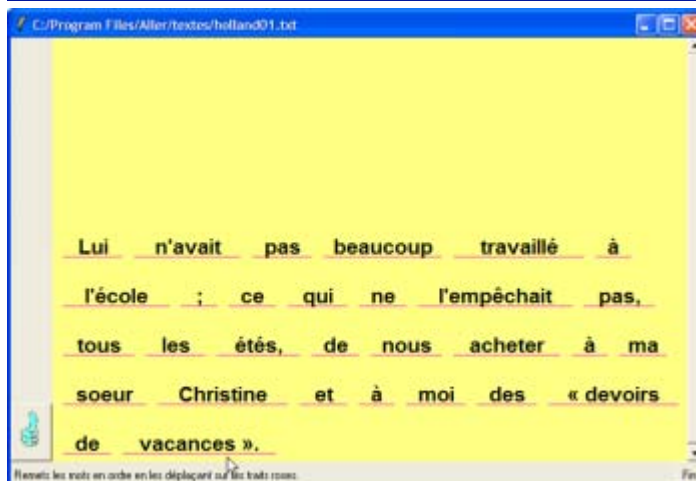 C:/Program Files/Aller/textes/holland01.txt
Lui n'avait pas beaucoup travaillé à
l'école ; ce qui ne l'empêchait pas,
tous les étés, de nous acheter à ma
soeur Christine et à moi des « devoirs
de vacances ».
Remets les mots en ordre en les déplaçant sur les traits roses.